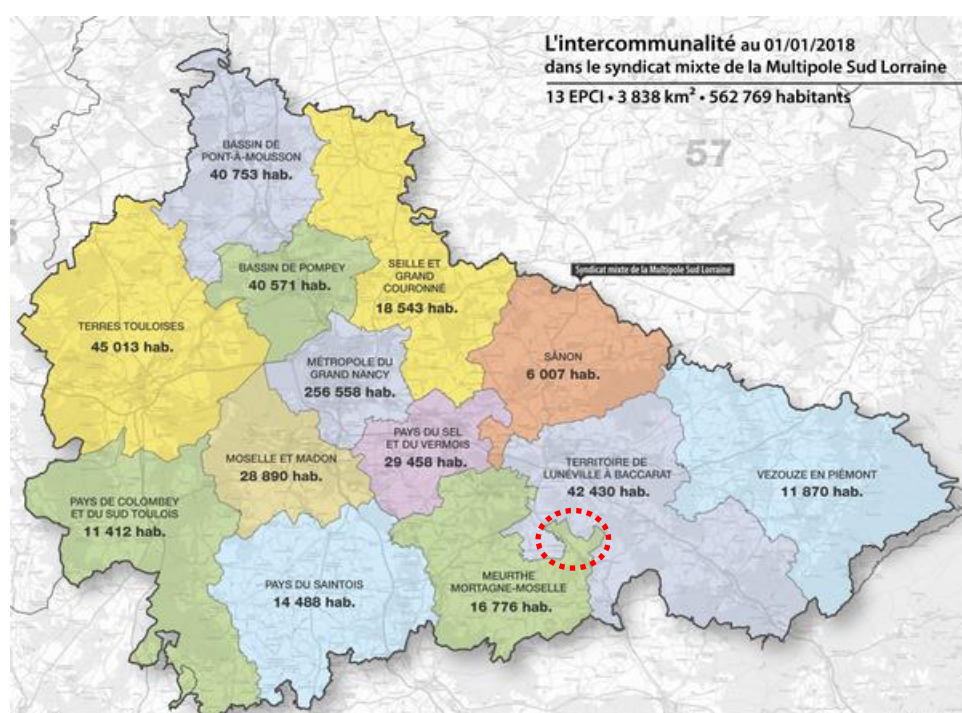 L'intercommunalité au 01/01/2018
dans le syndicat mixte de la Multipole Sud Lorraine
13 EPCI • 3 838 km² • 562 769 habitants
57
BASSIN DE
PONT-À-MOUSSON
40 753 hab.
BASSIN DE POMPEY
40 571 hab.
SEILLE ET
GRAND
COURONNÉ
18 543 hab.
Syndicat mixte de la Multipole Sud Lorraine
TERRES TOULOISES
45 013 hab.
MÉTROPOLE DU
GRAND NANCY
256 558 hab.
SÂNON
6 007 hab.
PAYS DU SEL
ET DU VERMOIS
29 458 hab.
MOSELLE ET MADON
28 890 hab.
TERRITOIRE DE
LUNÉVILLE À BACCARAT
42 430 hab.
VEZOUZE EN PIÉMONT
11 870 hab.
PAYS DE COLOMBEY
ET DU SUD TOULOIS
11 412 hab.
PAYS DU SAINTOIS
14 488 hab.
MEURTHE
MORTAGNE-MOSELLE
16 776 hab.